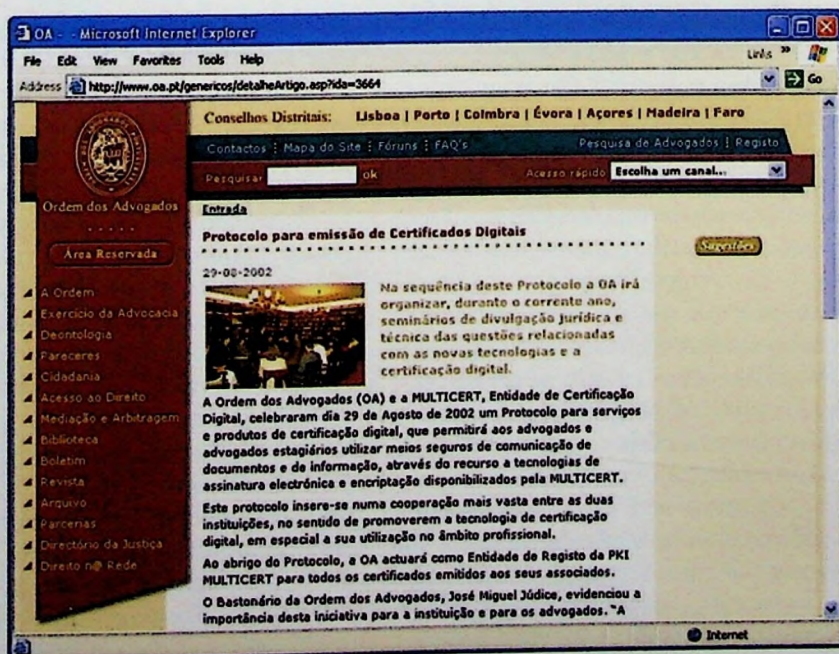 OA - - Microsoft Internet Explorer
File Edit View Favorites Tools Help
Links »
Address http://www.oa.pt/genericos/detalheArtigo.asp?ida=3664
Go
Conselhos Distritais: Lisboa | Porto | Coimbra | Évora | Açores | Madeira | Faro
Contactos | Mapa do Site | Fóruns | FAQ's
Pesquisa de Advogados | Registo
Pesquisar ok
Acesso rápido Escolha um canal...
Ordem dos Advogados
Área Reservada
A Ordem
Exercício da Advocacia
Deontologia
Pareceres
Cidadania
Acesso ao Direito
Mediação e Arbitragem
Biblioteca
Boletim
Revista
Arquivo
Parcerias
Directório da Justiça
Direito n@ Rede
Entrada
Protocolo para emissão de Certificados Digitais
Sugestões
29-08-2002
Na sequência deste Protocolo a OA irá
organizar, durante o corrente ano,
seminários de divulgação jurídica e
técnica das questões relacionadas
com as novas tecnologias e a
certificação digital.
A Ordem dos Advogados (OA) e a MULTICERT, Entidade de Certificação
Digital, celebraram dia 29 de Agosto de 2002 um Protocolo para serviços
e produtos de certificação digital, que permitirá aos advogados e
advogados estagiários utilizar meios seguros de comunicação de
documentos e de informação, através do recurso a tecnologias de
assinatura electrónica e encriptação disponibilizados pela MULTICERT.
Este protocolo insere-se numa cooperação mais vasta entre as duas
instituições, no sentido de promoverem a tecnologia de certificação
digital, em especial a sua utilização no âmbito profissional.
Ao abrigo do Protocolo, a OA actuará como Entidade de Registo da PKI
MULTICERT para todos os certificados emitidos aos seus associados.
O Bastonário da Ordem dos Advogados, José Miguel Júdice, evidenciou a
importância desta iniciativa para a instituição e para os advogados. "A
Internet